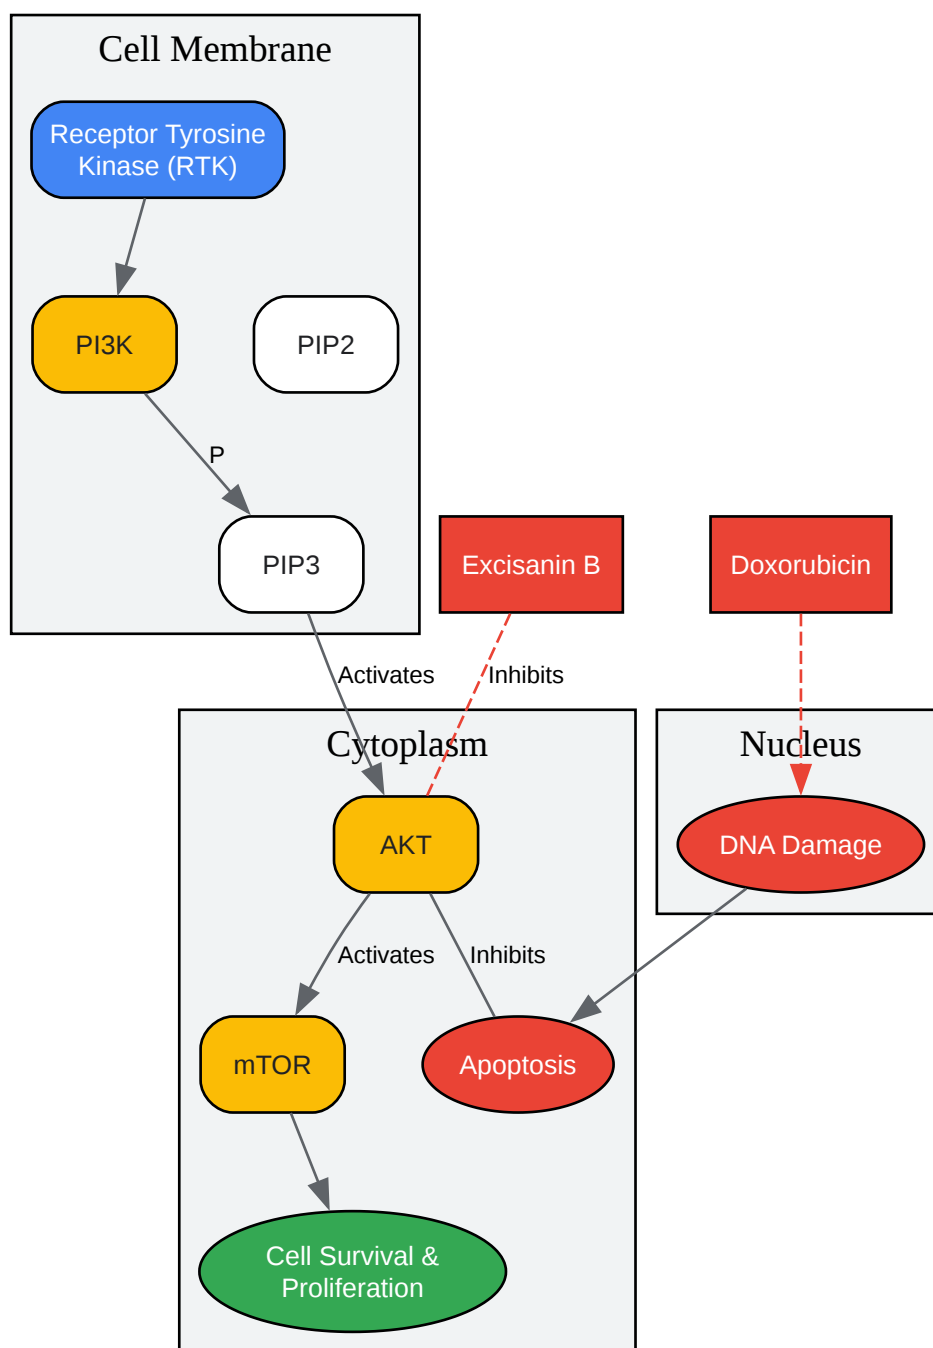 Cell Membrane
Receptor Tyrosine
Kinase (RTK)
PI3K
PIP2
P
PIP3
Excisanin B
Doxorubicin
Activates
Inhibits
Cytoplasm
Nucleus
AKT
DNA Damage
Activates
Inhibits
mTOR
Apoptosis
Cell Survival &
Proliferation